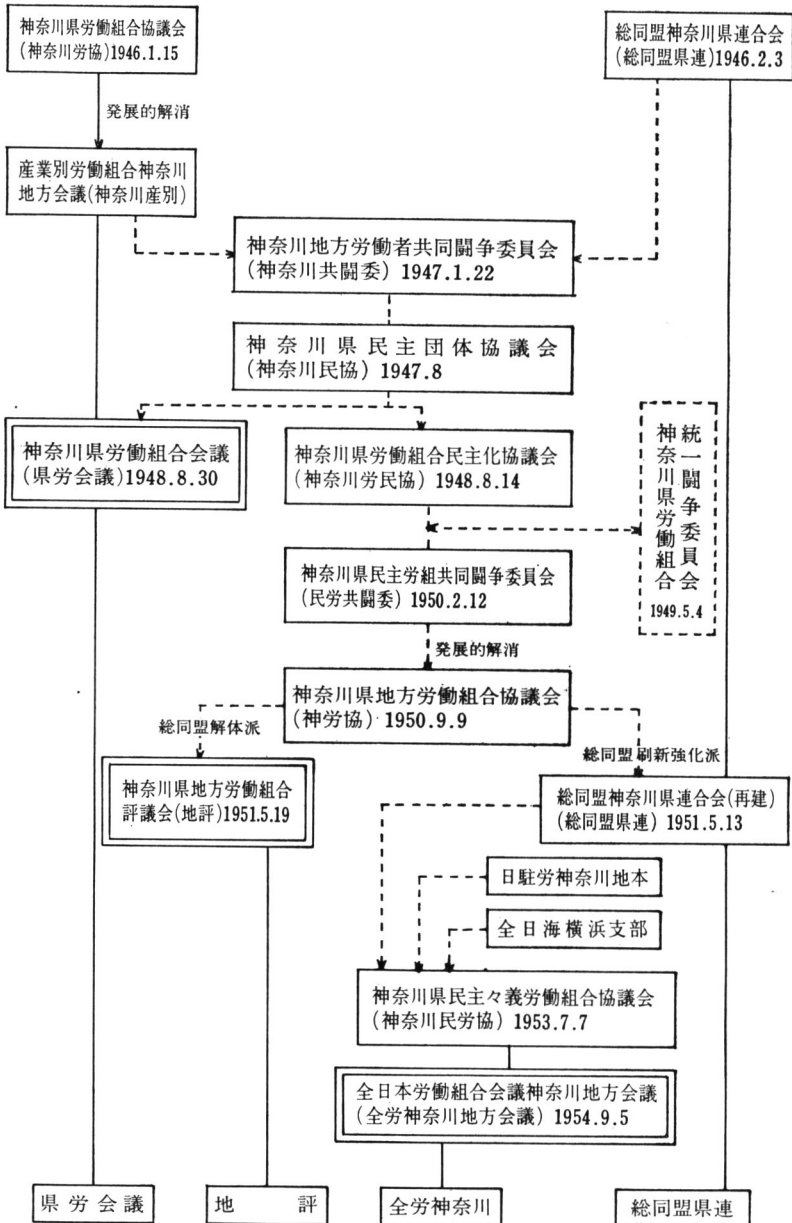 神奈川県労働組合協議会
(神奈川労協)1946.1.15
総同盟神奈川県連合会
(総同盟県連)1946.2.3
発展的解消
産業別労働組合神奈川
地方会議(神奈川産別)
神奈川地方労働者共同闘争委員会
(神奈川共闘委) 1947.1.22
神奈川県民主団体協議会
(神奈川民協) 1947.8
神奈川県労働組合会議
(県労会議)1948.8.30
神奈川県労働組合民主化協議会
(神奈川労民協) 1948.8.14
統一闘争委員会
神奈川県労働組合
1949.5.4
神奈川県民主労組共同闘争委員会
(民労共闘委) 1950.2.12
発展的解消
神奈川県地方労働組合協議会
(神労協) 1950.9.9
総同盟解体派
総同盟刷新強化派
神奈川県地方労働組合
評議会(地評)1951.5.19
総同盟神奈川県連合会(再建)
(総同盟県連) 1951.5.13
日駐労神奈川地本
全日海横浜支部
神奈川県民主々義労働組合協議会
(神奈川民労協) 1953.7.7
全日本労働組合会議神奈川地方会議
(全労神奈川地方会議) 1954.9.5
県労会議
地評
全労神奈川
総同盟県連